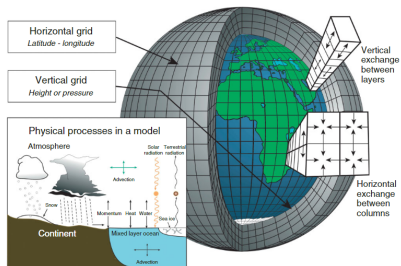 Horizontal grid
Latitude - longitude
Vertical grid
Height or pressure
Vertical
exchange
between
layers
Horizontal
exchange
between
columns
Physical processes in a model
Atmosphere
Solar
radiation
Terrestrial
radiation
Advection
Snow
Momentum Heat Water
Sea ice
Continent
Mixed layer ocean
Advection